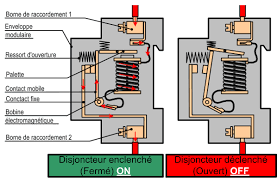 Borne de raccordement 1
Enveloppe
modulaire
Ressort d'ouverture
Palette
Contact mobile
Conctact fixe
Bobine
électromagnétique
Borne de raccordement 2
Disjoncteur enclenché
(Fermé) ON
Disjoncteur déclenché
(Ouvert) OFF